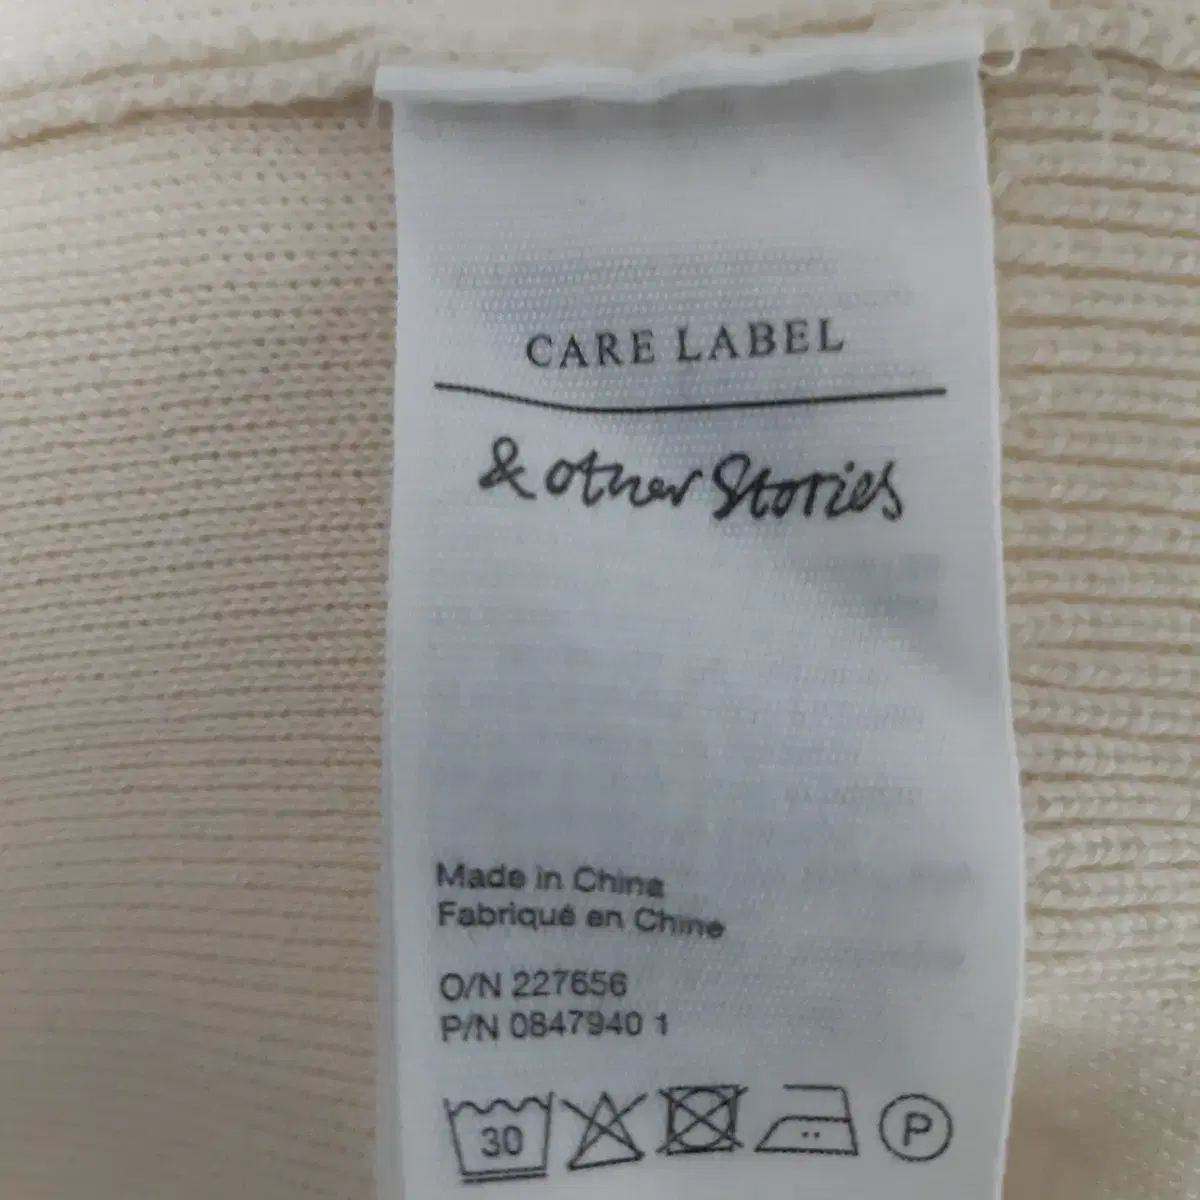 CARE LABEL
& other Stories
Made in China
Fabriqué en Chine
O/N 227656
P/N 0847940 1
30
P